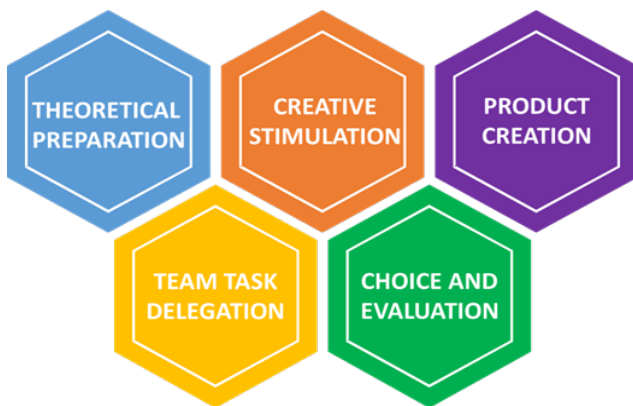 THEORETICAL
PREPARATION
CREATIVE
STIMULATION
PRODUCT
CREATION
TEAM TASK
DELEGATION
CHOICE AND
EVALUATION